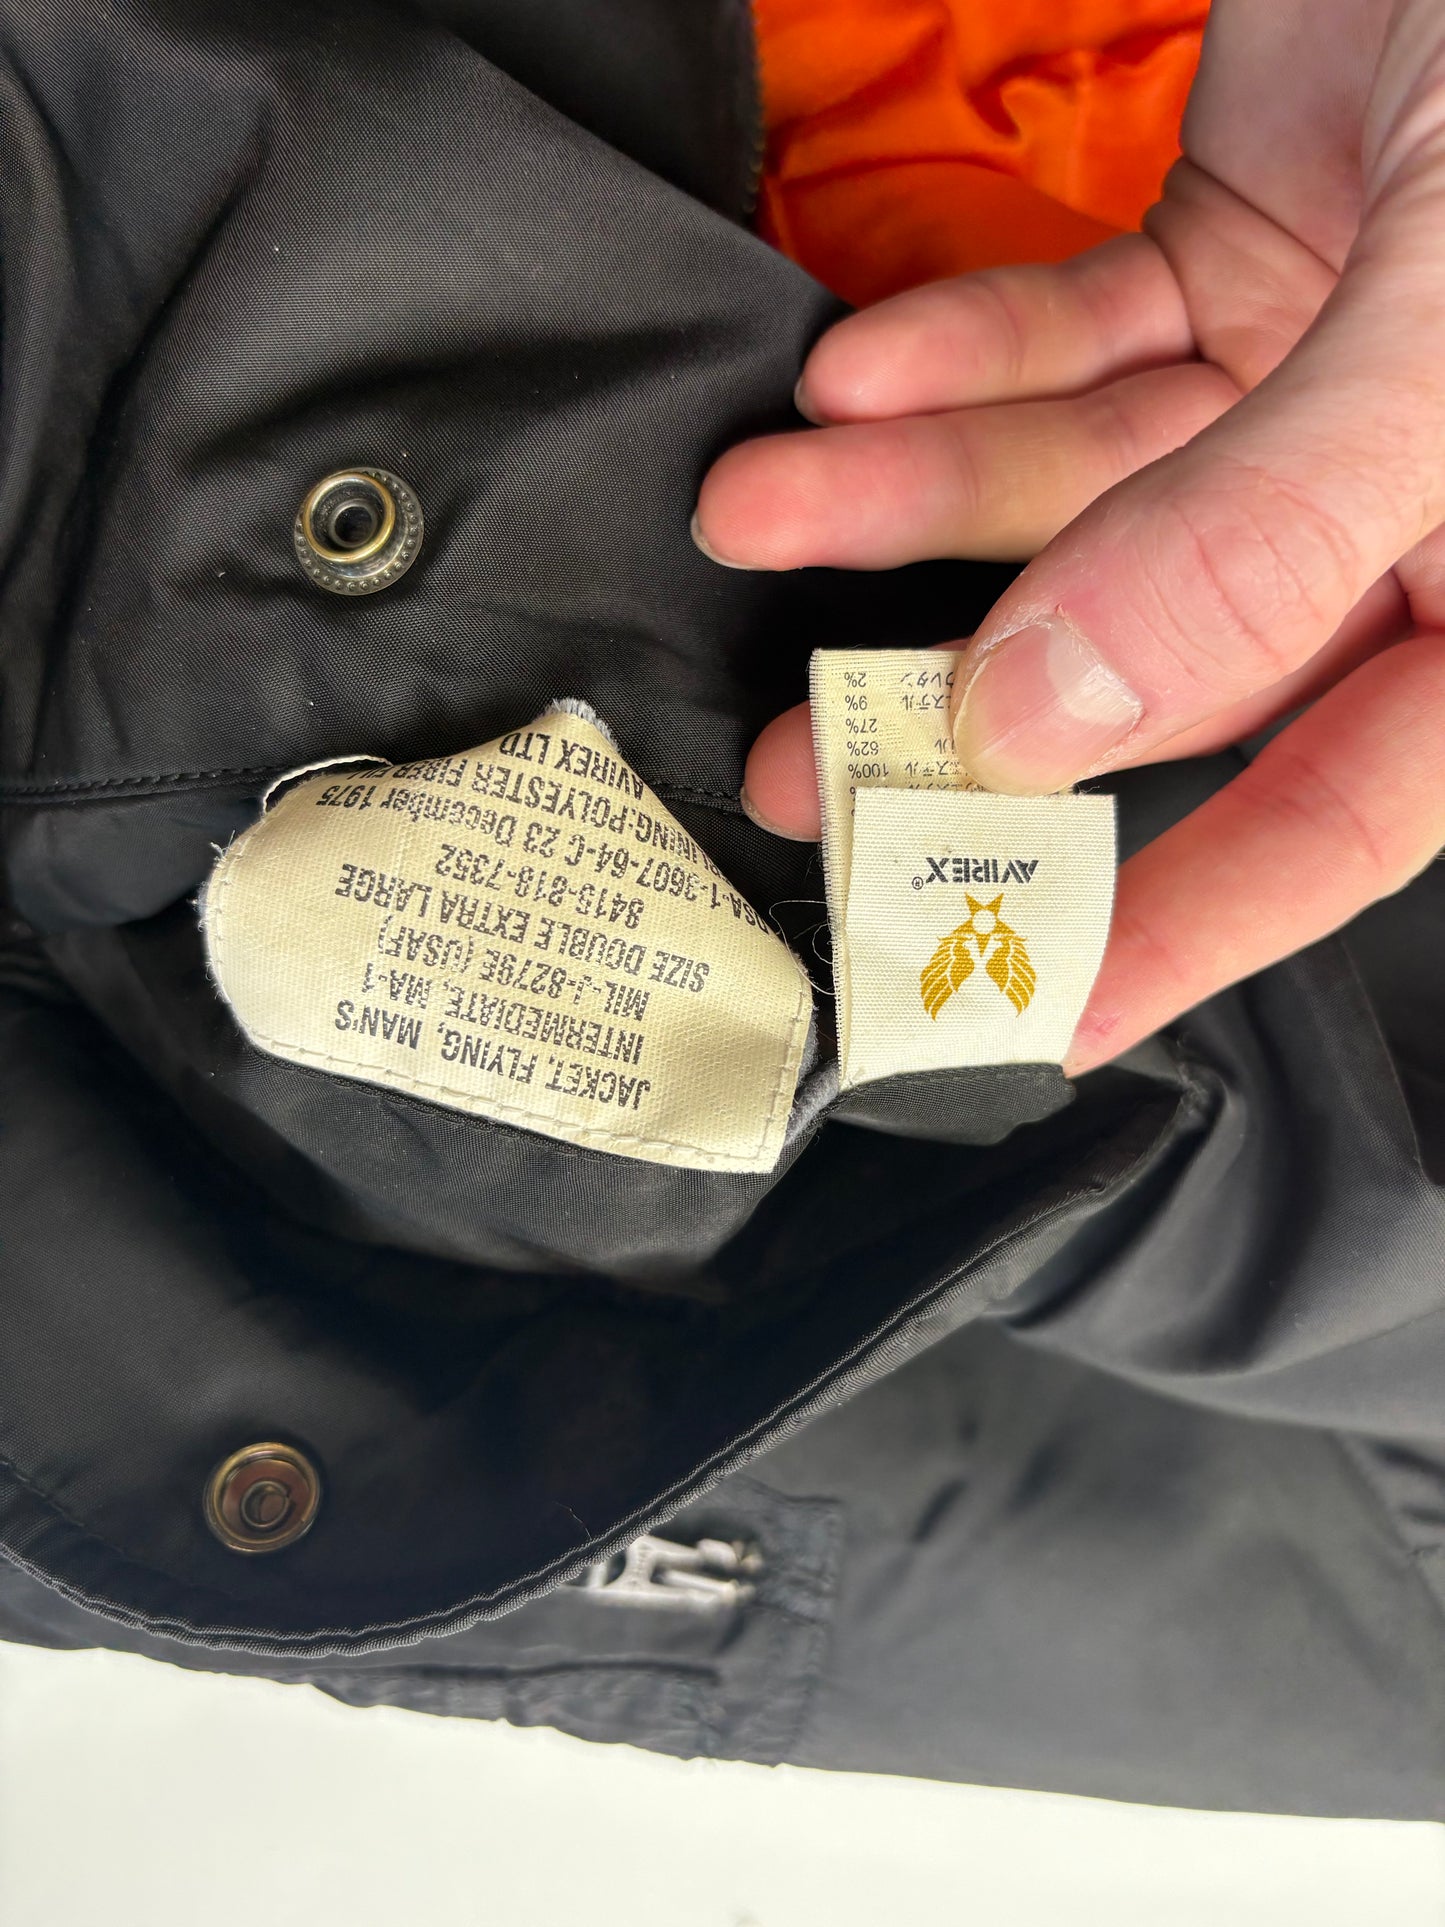 JACKET, FLYING, MAN'S
INTERMEDIATE, MA-1
MIL-J-8279E (USAF)
SIZE DOUBLE EXTRA LARGE
8415-818-7352
DSA-1-3607-64-C 23 December 1975
LINING:POLYESTER FIBER
AVIREX LTD
AVIREX®
100%
62%
27%
9%
2%